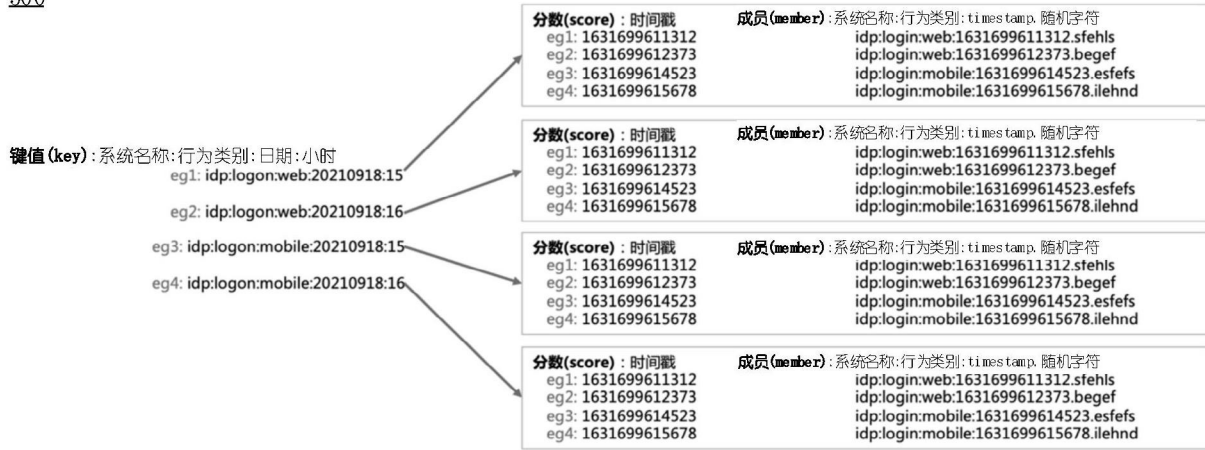 500
键值(key):系统名称:行为类别:日期:小时
eg1: idp:logon:web:20210918:15
eg2: idp:logon:web:20210918:16
eg3: idp:logon:mobile:20210918:15
eg4: idp:logon:mobile:20210918:16
分数(score)：时间戳 成员(member):系统名称:行为类别:timestamp.随机字符
eg1: 1631699611312 idp:login:web:1631699611312.sfehls
eg2: 1631699612373 idp:login:web:1631699612373.begef
eg3: 1631699614523 idp:login:mobile:1631699614523.esfefs
eg4: 1631699615678 idp:login:mobile:1631699615678.ilehnd
分数(score)：时间戳 成员(member):系统名称:行为类别:timestamp.随机字符
eg1: 1631699611312 idp:login:web:1631699611312.sfehls
eg2: 1631699612373 idp:login:web:1631699612373.begef
eg3: 1631699614523 idp:login:mobile:1631699614523.esfefs
eg4: 1631699615678 idp:login:mobile:1631699615678.ilehnd
分数(score)：时间戳 成员(member):系统名称:行为类别:timestamp.随机字符
eg1: 1631699611312 idp:login:web:1631699611312.sfehls
eg2: 1631699612373 idp:login:web:1631699612373.begef
eg3: 1631699614523 idp:login:mobile:1631699614523.esfefs
eg4: 1631699615678 idp:login:mobile:1631699615678.ilehnd
分数(score)：时间戳 成员(member):系统名称:行为类别:timestamp.随机字符
eg1: 1631699611312 idp:login:web:1631699611312.sfehls
eg2: 1631699612373 idp:login:web:1631699612373.begef
eg3: 1631699614523 idp:login:mobile:1631699614523.esfefs
eg4: 1631699615678 idp:login:mobile:1631699615678.ilehnd